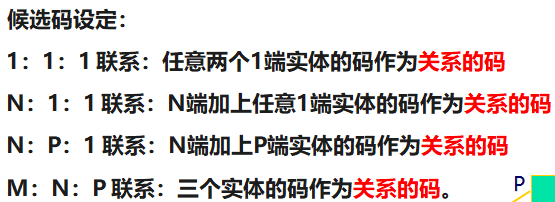 候选码设定：
1：1：1 联系：任意两个1端实体的码作为关系的码
N：1：1 联系：N端加上任意1端实体的码作为关系的码
N：P：1 联系：N端加上P端实体的码作为关系的码
M：N：P 联系：三个实体的码作为关系的码。
P